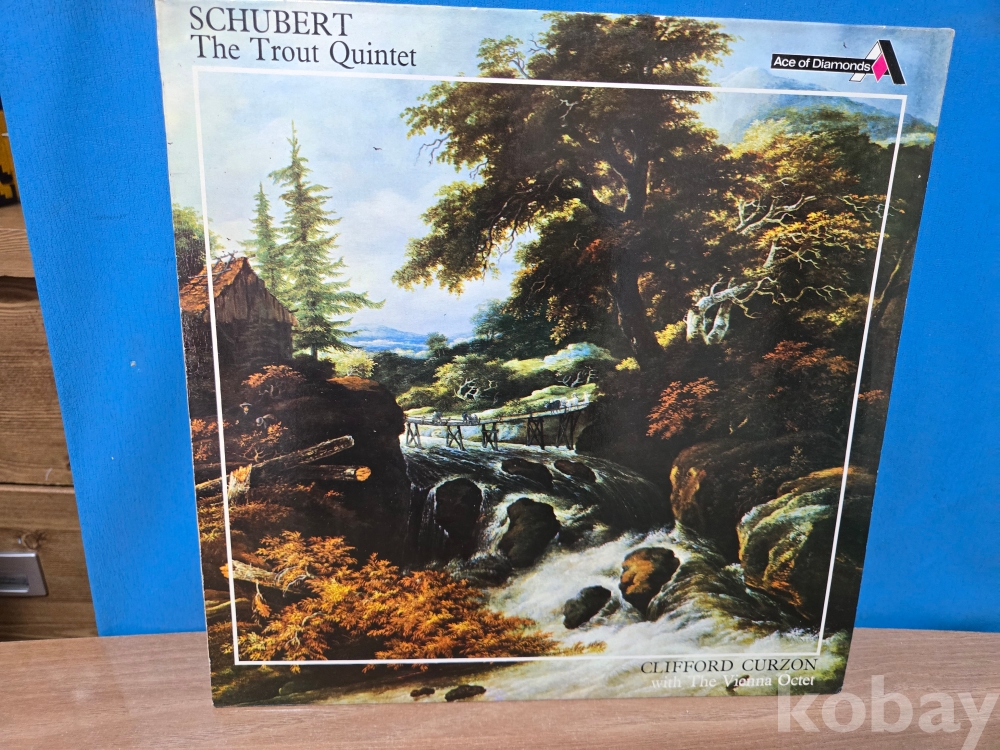 SCHUBERT
The Trout Quintet
Ace of Diamonds
CLIFFORD CURZON
with The Vienna Octet
kobay